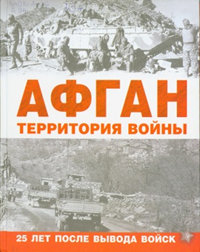 АФГАН
ТЕРРИТОРИЯ ВОЙНЫ
25 ЛЕТ ПОСЛЕ ВЫВОДА ВОЙСК